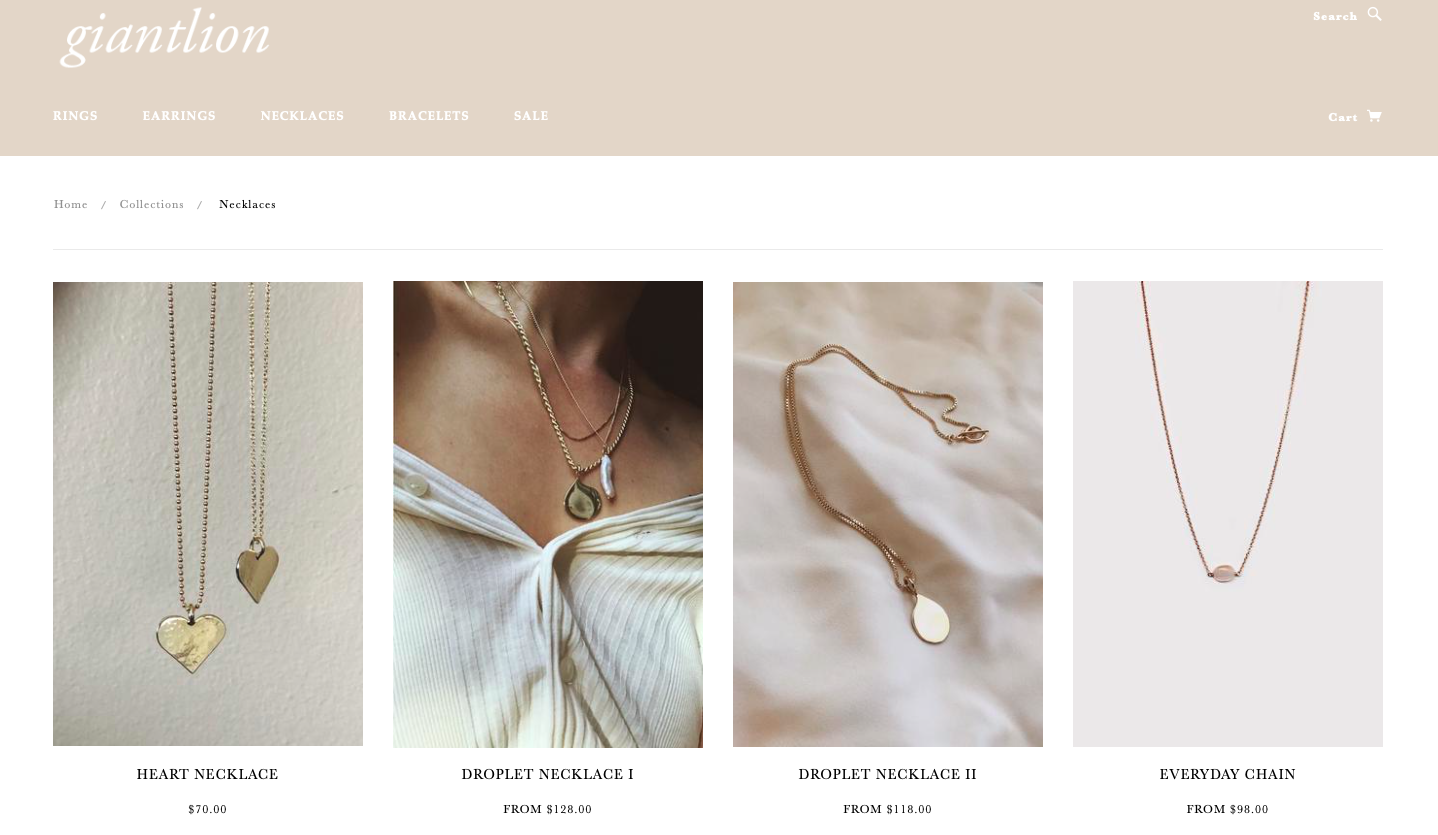 giantlion
Search
RINGS EARRINGS NECKLACES BRACELETS SALE
Cart
Home / Collections / Necklaces
HEART NECKLACE
$70.00
DROPLET NECKLACE I
FROM $128.00
DROPLET NECKLACE II
FROM $118.00
EVERYDAY CHAIN
FROM $98.00